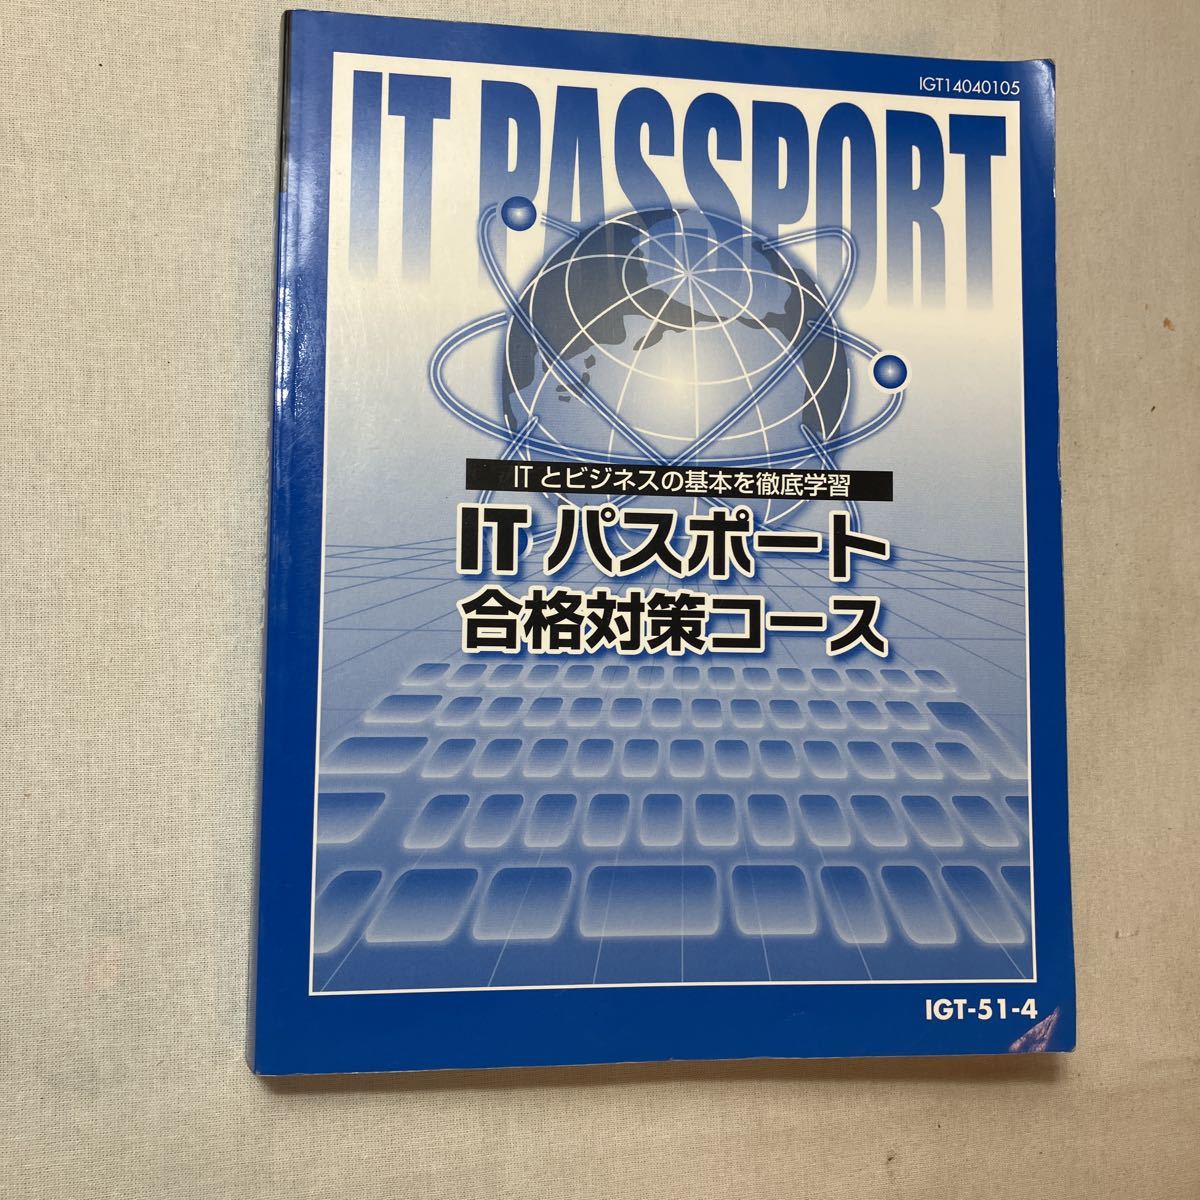 IGT14040105
IT PASSPORT
ITとビジネスの基本を徹底学習
ITパスポート
合格対策コース
IGT-51-4